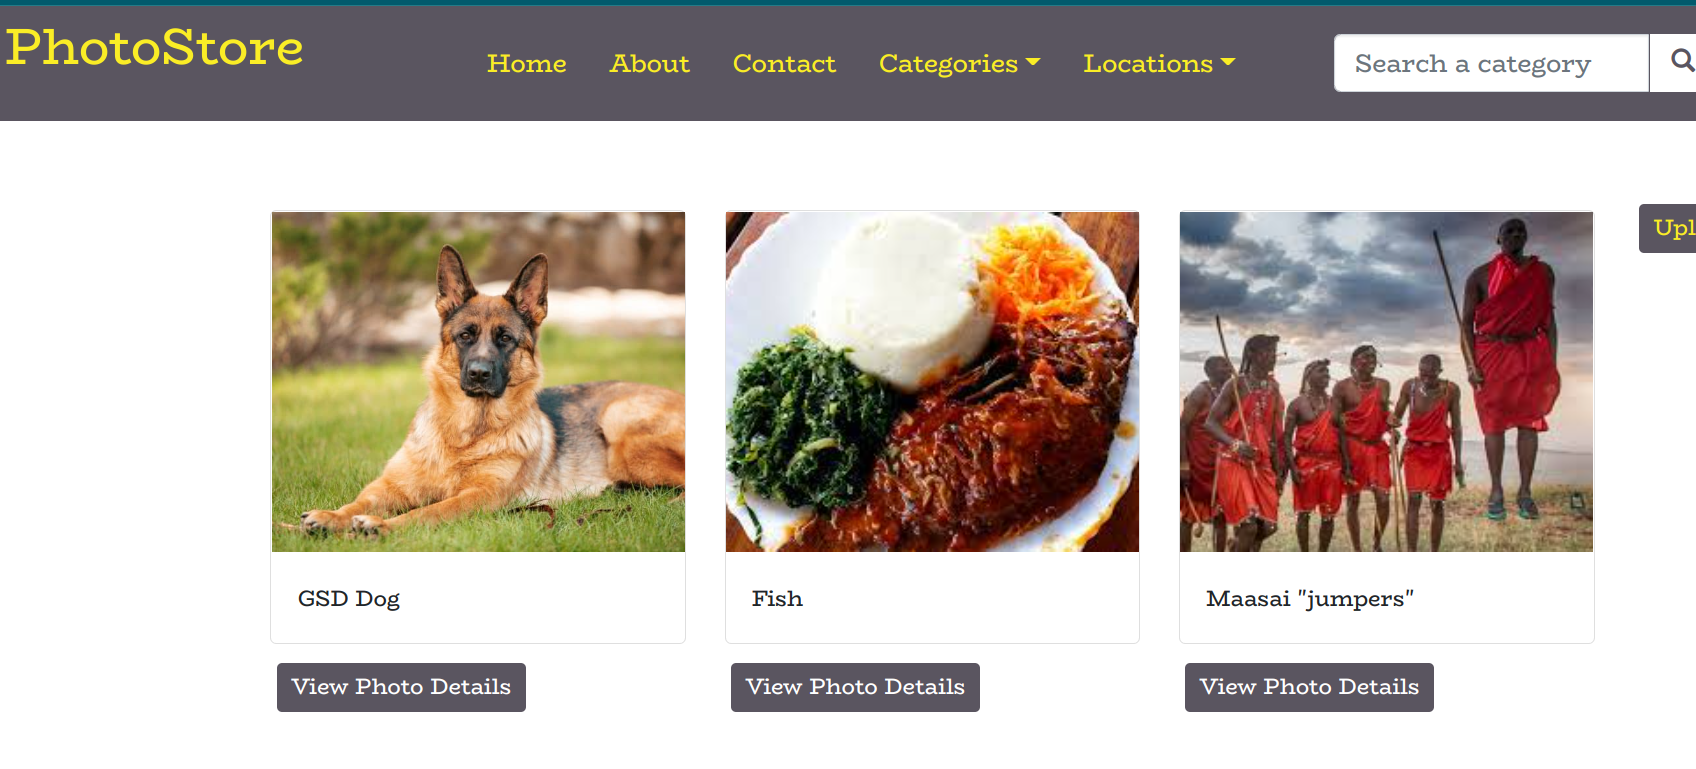 PhotoStore
Home About Contact Categories Locations Search a category
Upl
GSD Dog
Fish
Maasai "jumpers"
View Photo Details
View Photo Details
View Photo Details